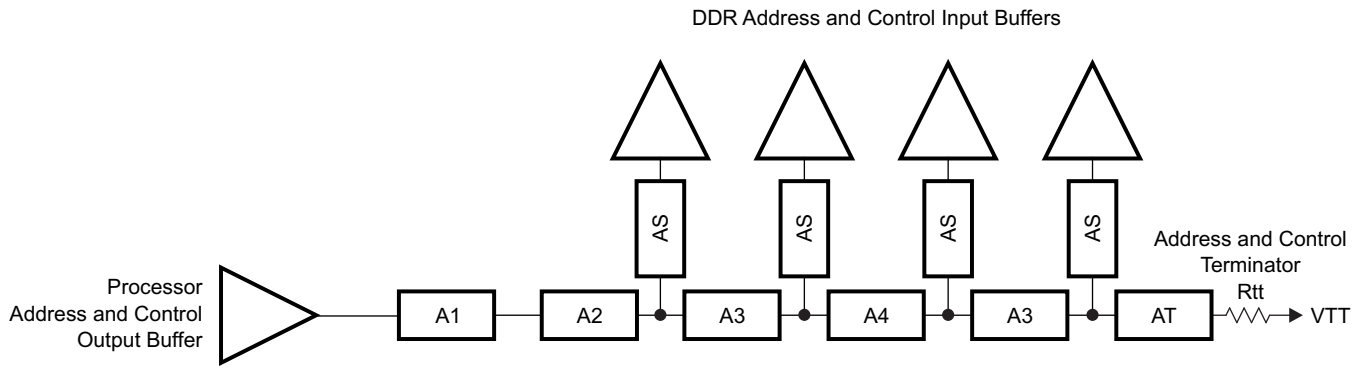 DDR Address and Control Input Buffers
AS
AS
AS
AS
Address and Control
Terminator
Rtt
Processor
Address and Control
Output Buffer
A1
A2
A3
A4
A3
AT
VTT